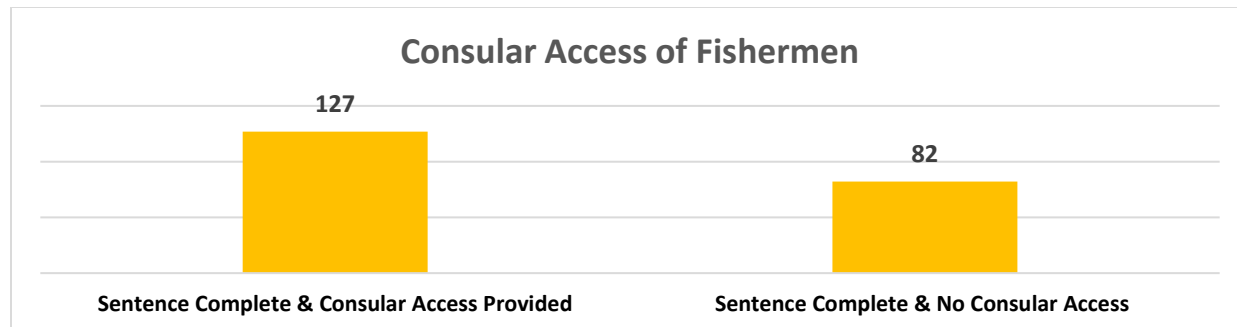 Consular Access of Fishermen
127
82
Sentence Complete & Consular Access Provided
Sentence Complete & No Consular Access